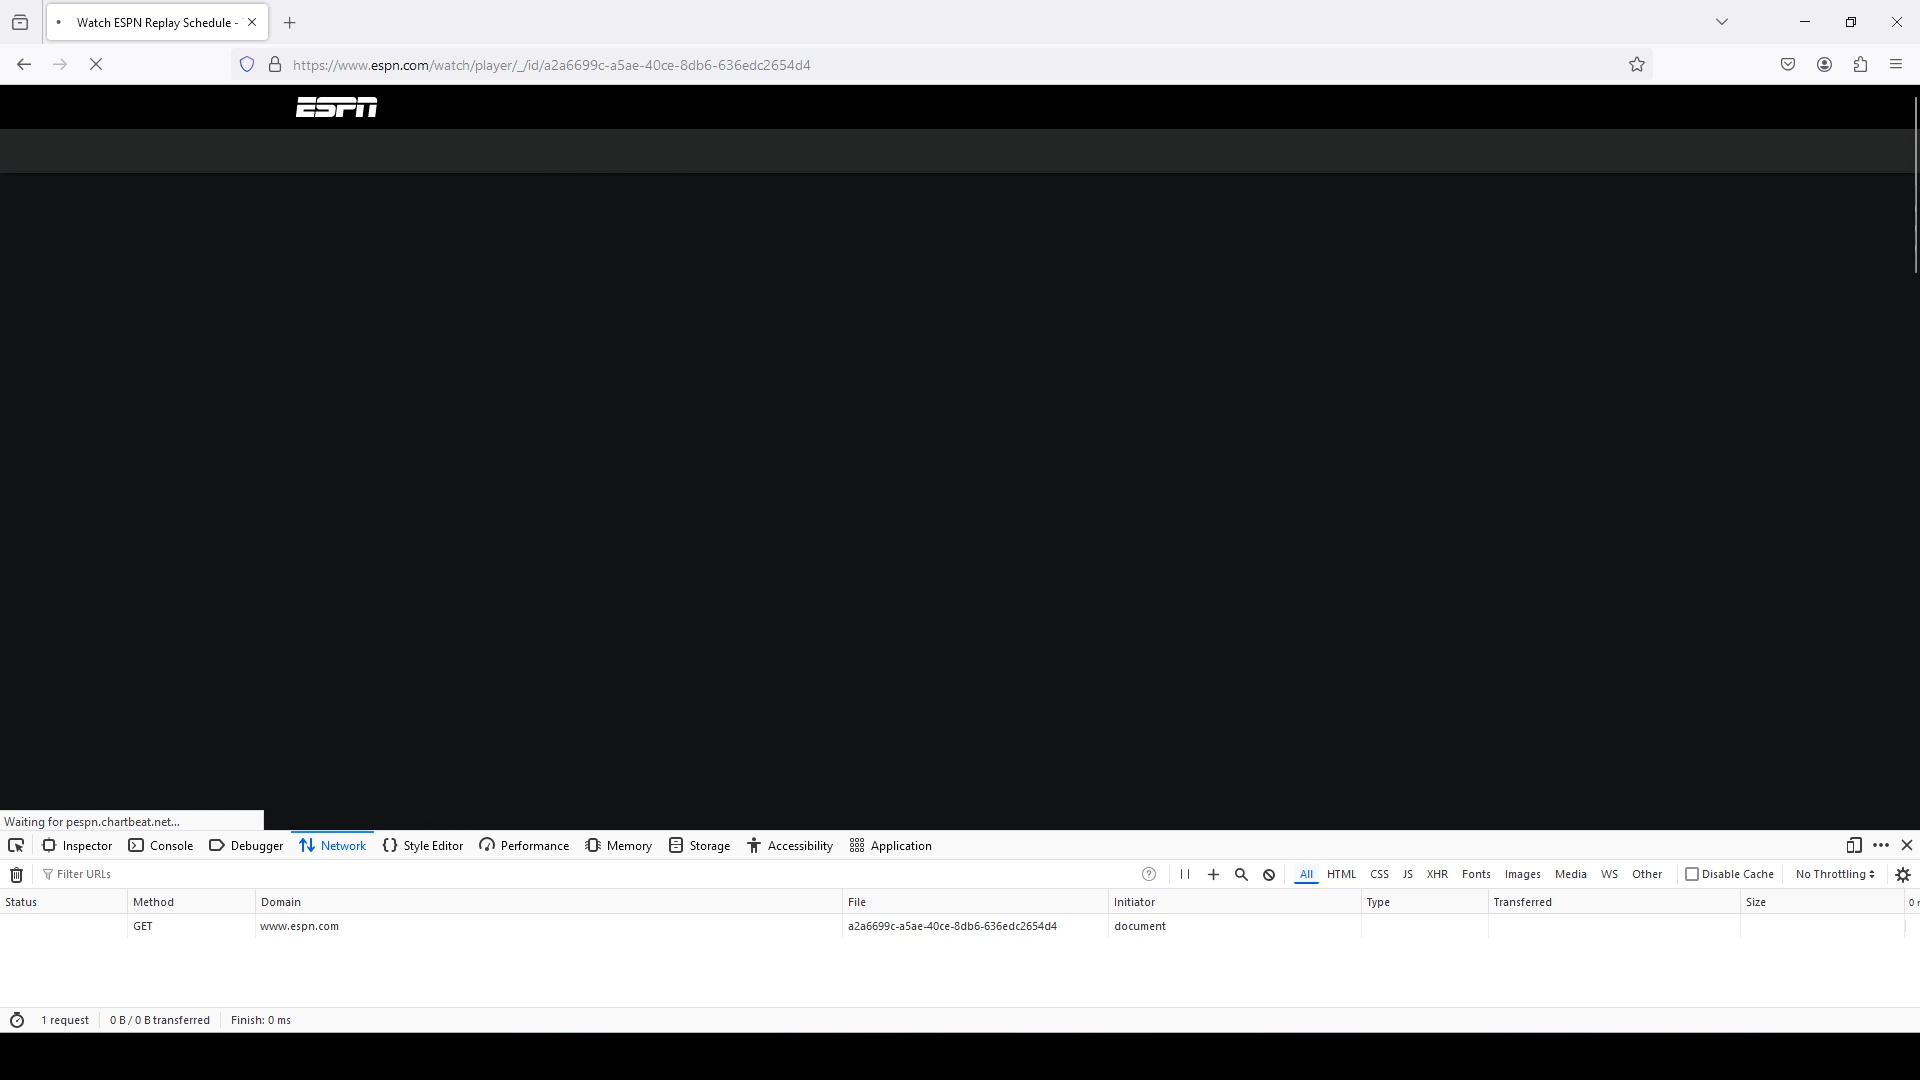 Watch ESPN Replay Schedule -
https://www.espn.com/watch/player/_/id/a2a6699c-a5ae-40ce-8db6-636edc2654d4
ESPN
Waiting for pespn.chartbeat.net...
Inspector Console Debugger Network Style Editor Performance Memory Storage Accessibility Application
Filter URLs All HTML CSS JS XHR Fonts Images Media WS Other Disable Cache No Throttling
Status Method Domain File Initiator Type Transferred Size 0
GET www.espn.com a2a6699c-a5ae-40ce-8db6-636edc2654d4 document
1 request 0 B / 0 B transferred Finish: 0 ms